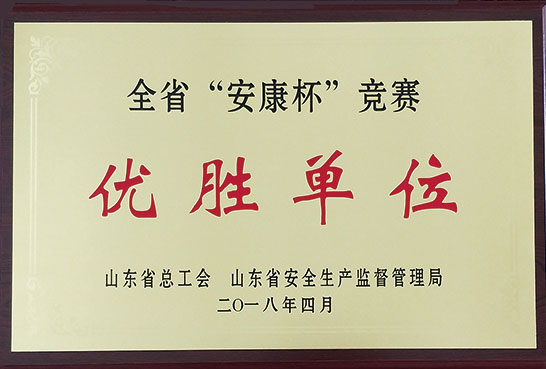 全省“安康杯”竞赛
优胜单位
山东省总工会 山东省安全生产监督管理局
二〇一八年四月